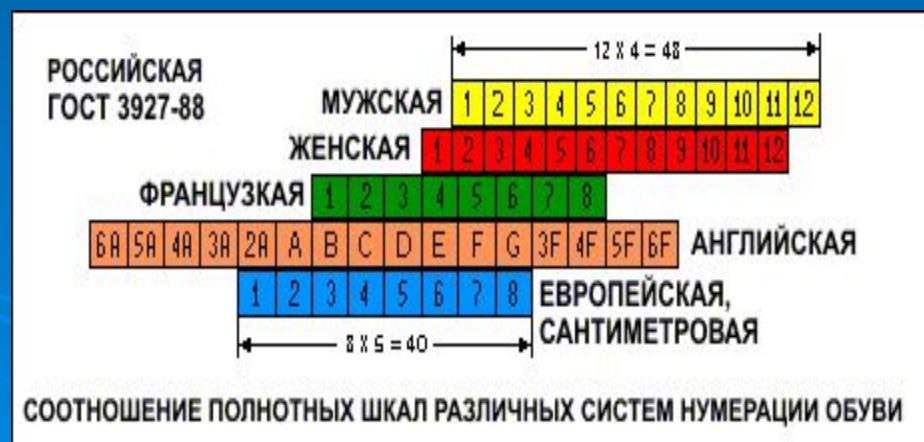 12 X 4 = 48
РОССИЙСКАЯ
ГОСТ 3927-88
МУЖСКАЯ 1 2 3 4 5 6 7 8 9 10 11 12
ЖЕНСКАЯ 1 2 3 4 5 6 7 8 9 10 11 12
ФРАНЦУЗКАЯ 1 2 3 4 5 6 7 8
6A 5A 4A 3A 2A A B C D E F G 3F 4F 5F 6F АНГЛИЙСКАЯ
1 2 3 4 5 6 7 8 ЕВРОПЕЙСКАЯ,
САНТИМЕТРОВАЯ
8 X 5 = 40
СООТНОШЕНИЕ ПОЛНОТНЫХ ШКАЛ РАЗЛИЧНЫХ СИСТЕМ НУМЕРАЦИИ ОБУВИ